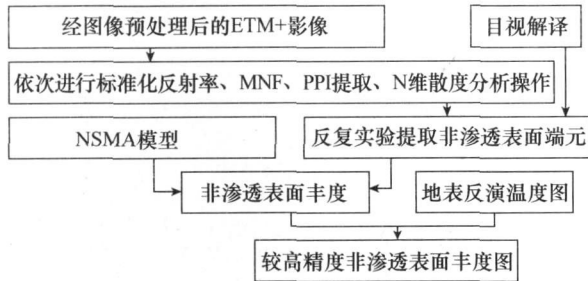 经图像预处理后的ETM+影像
目视解译
依次进行标准化反射率、MNF、PPI提取、N维散度分析操作
NSMA模型
反复实验提取非渗透表面端元
非渗透表面丰度
地表反演温度图
较高精度非渗透表面丰度图